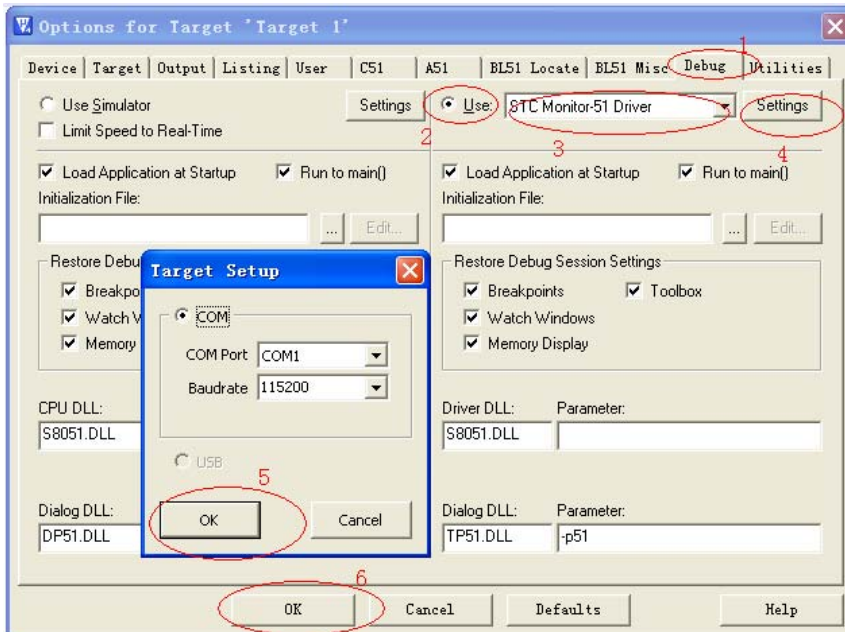 Options for Target 'Target 1'
1
Device Target Output Listing User C51 A51 BL51 Locate BL51 Misc Debug Utilities
Use Simulator Settings
Use: STC Monitor-51 Driver Settings
Limit Speed to Real-Time
2
3
4
Load Application at Startup Run to main()
Load Application at Startup Run to main()
Initialization File:
Initialization File:
... Edit...
... Edit...
Restore Debu
Breakpo
Watch W
Memory
Restore Debug Session Settings
Breakpoints Toolbox
Watch Windows
Memory Display
Target Setup
COM
COM Port COM1
Baudrate 115200
USB
5
OK Cancel
CPU DLL:
S8051.DLL
Driver DLL: Parameter:
S8051.DLL
Dialog DLL:
DP51.DLL
Dialog DLL: Parameter:
TP51.DLL -p51
6
OK Cancel Defaults Help